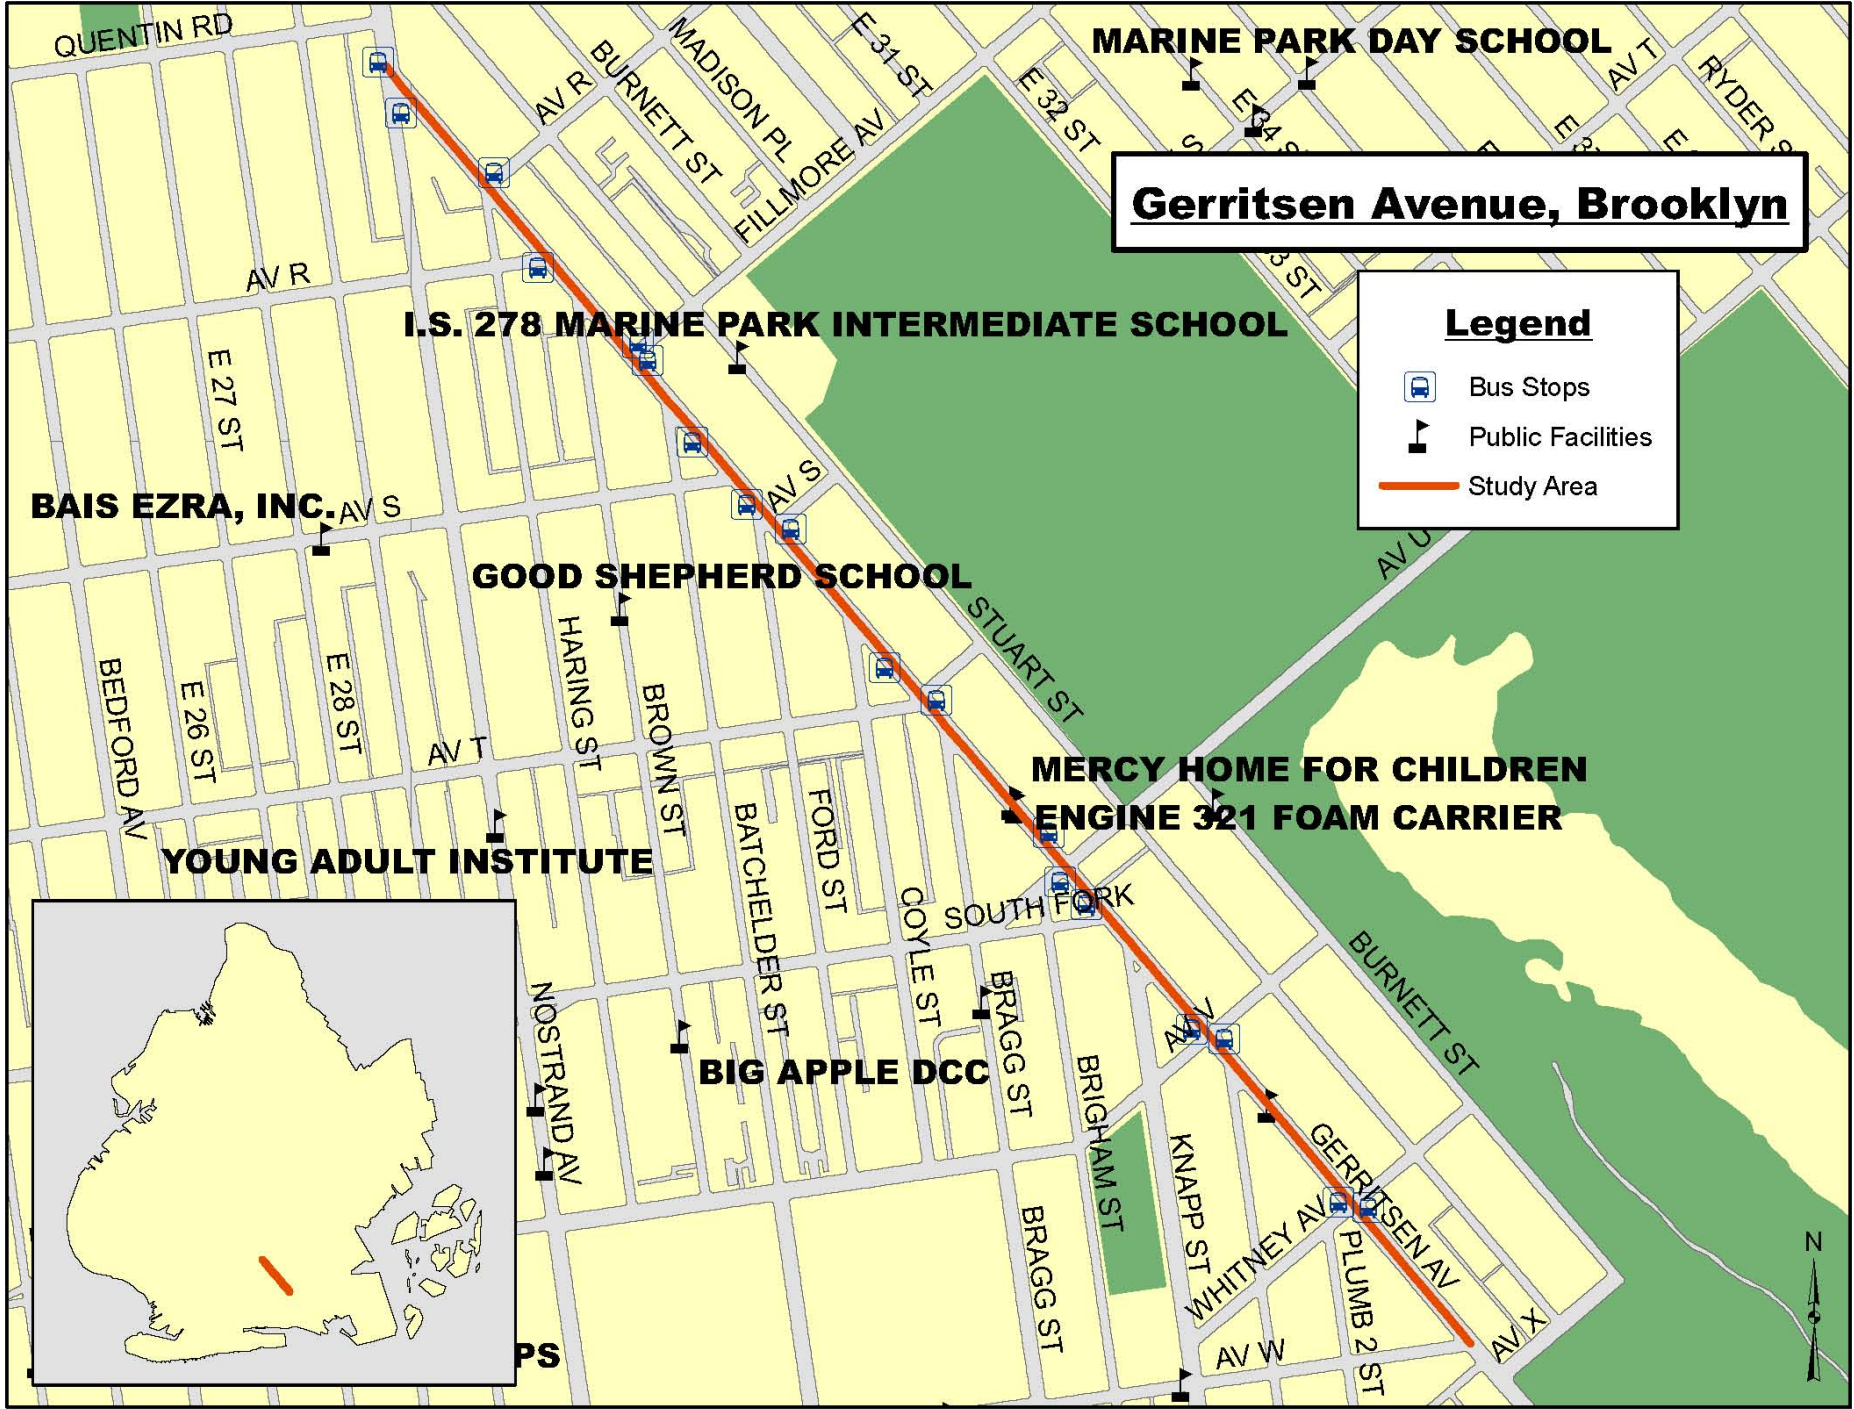 QUENTIN RD
MARINE PARK DAY SCHOOL
E 31 ST
MADISON PL
BURNETT ST
AV R
E 32 ST
AV T
E 34 S
FILLMORE AV
Gerritsen Avenue, Brooklyn
3 ST
AV R
I.S. 278 MARINE PARK INTERMEDIATE SCHOOL
Legend
Bus Stops
Public Facilities
Study Area
E 27 ST
AV S
BAIS EZRA, INC.
AV S
AV U
GOOD SHEPHERD SCHOOL
STUART ST
HARING ST
BEDFORD AV
E 26 ST
E 28 ST
BROWN ST
AV T
MERCY HOME FOR CHILDREN
ENGINE 321 FOAM CARRIER
YOUNG ADULT INSTITUTE
BATCHELDER ST
FORD ST
COYLE ST
SOUTH FORK
BURNETT ST
NOSTRAND AV
BRAGG ST
AV V
BIG APPLE DCC
BRIGHAM ST
KNAPP ST
GERRITSEN AV
BRAGG ST
WHITNEY AV
PLUMB 2 ST
N
PS
AV W
AV X